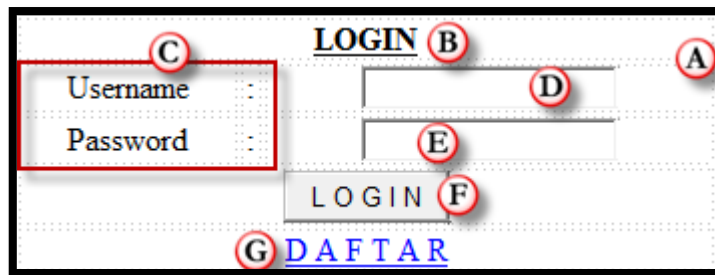 LOGIN B
C A
Username : D
Password : E
LOGIN F
G DAFTAR